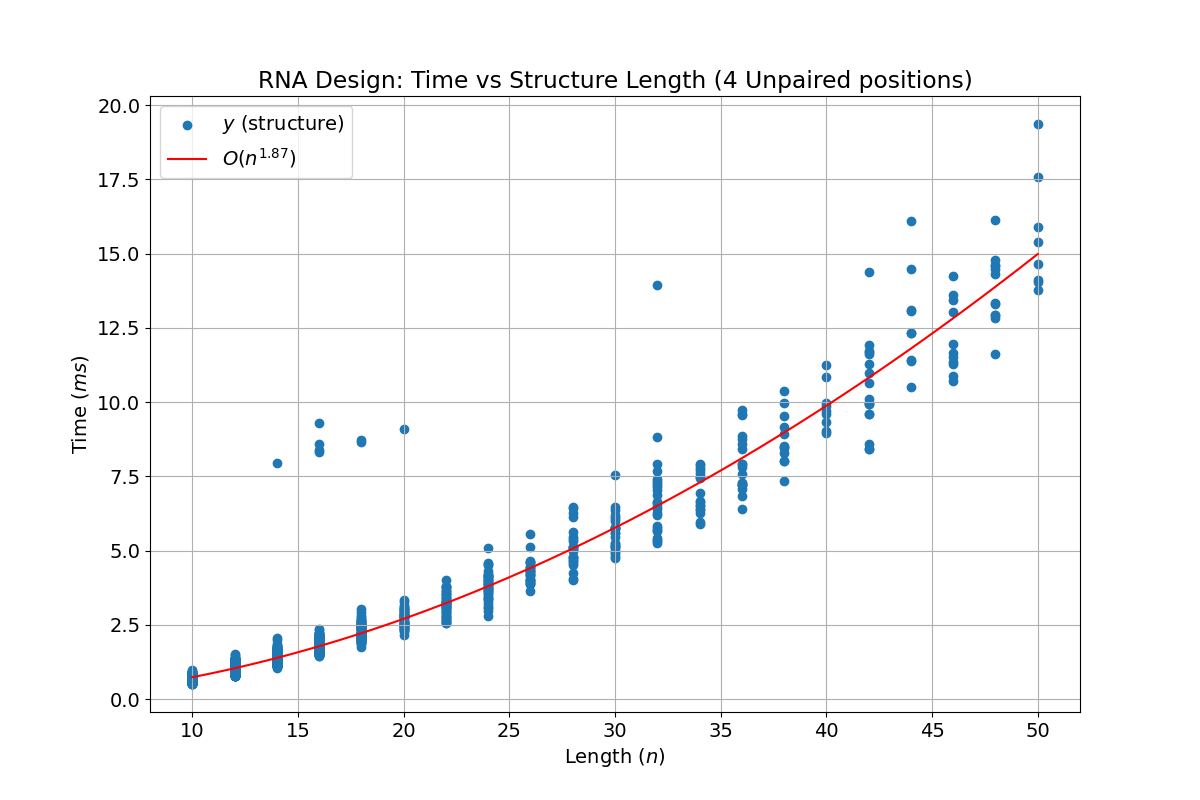 RNA Design: Time vs Structure Length (4 Unpaired positions)
20.0
17.5
15.0
12.5
10.0
7.5
5.0
2.5
0.0
Time (ms)
y (structure)
O(n^1.87)
10 15 20 25 30 35 40 45 50
Length (n)